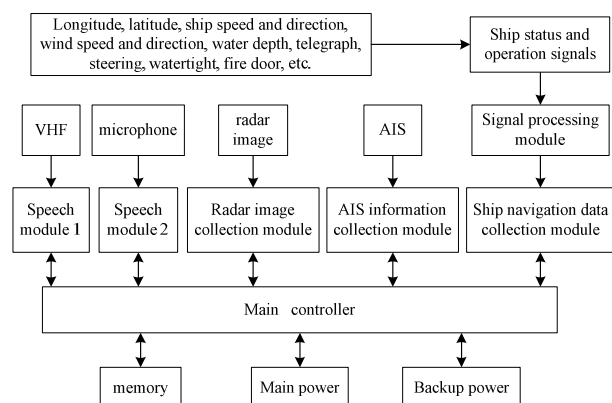 Longitude, latitude, ship speed and direction,
wind speed and direction, water depth, telegraph,
steering, watertight, fire door, etc.
Ship status and
operation signals
VHF
microphone
radar
image
AIS
Signal processing
module
Speech
module 1
Speech
module 2
Radar image
collection module
AIS information
collection module
Ship navigation data
collection module
Main controller
memory
Main power
Backup power